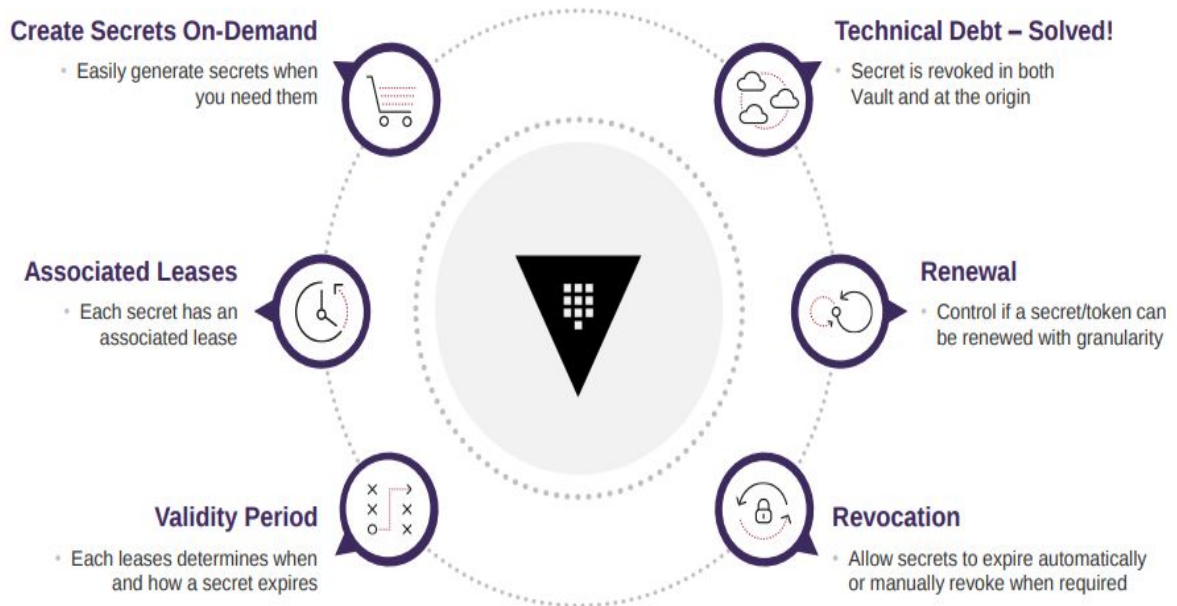 Create Secrets On-Demand
• Easily generate secrets when
you need them
Technical Debt – Solved!
• Secret is revoked in both
Vault and at the origin
Associated Leases
• Each secret has an
associated lease
Renewal
• Control if a secret/token can
be renewed with granularity
Validity Period
• Each leases determines when
and how a secret expires
Revocation
• Allow secrets to expire automatically
or manually revoke when required